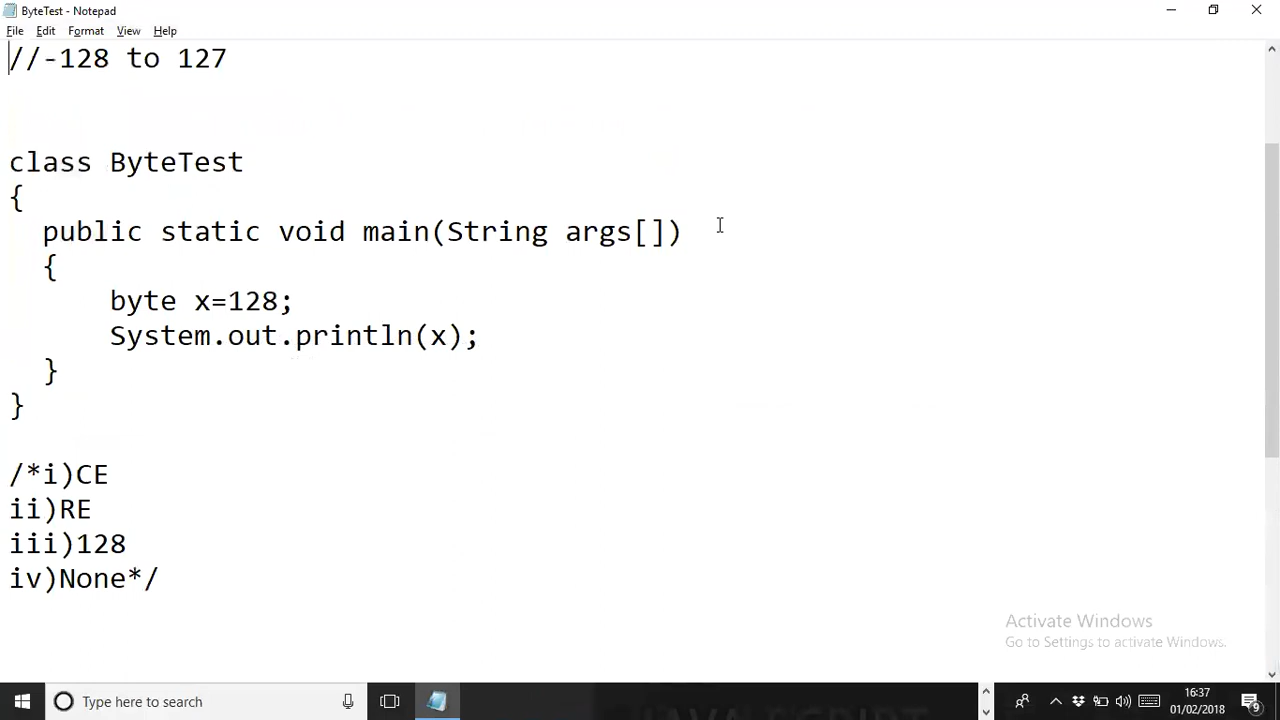 ByteTest - Notepad
File Edit Format View Help
//-128 to 127
class ByteTest
{
public static void main(String args[])
{
byte x=128;
System.out.println(x);
}
}
/*i)CE
ii)RE
iii)128
iv)None*/
Activate Windows
Go to Settings to activate Windows.
Type here to search
16:37
01/02/2018
9